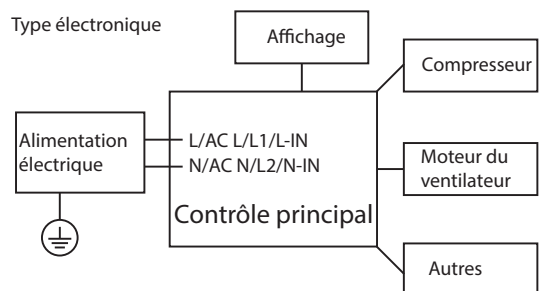 Type électronique
Affichage
Compresseur
Alimentation
électrique
L/AC L/L1/L-IN
N/AC N/L2/N-IN
Contrôle principal
Moteur du
ventilateur
Autres